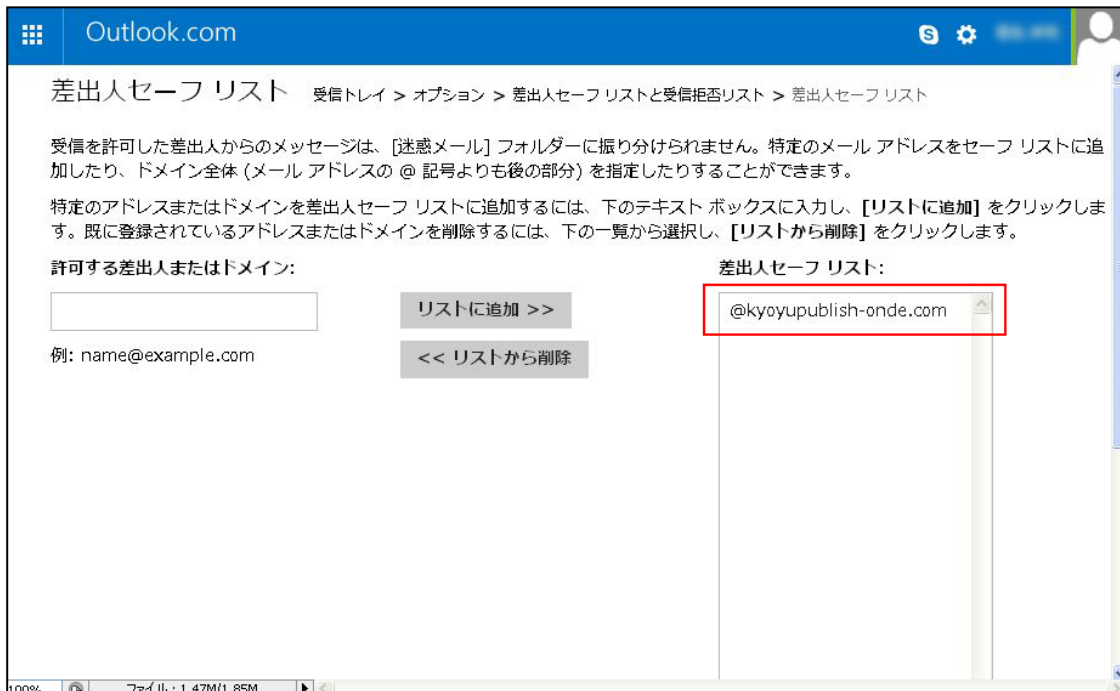 Outlook.com
差出人セーフ リスト 受信トレイ > オプション > 差出人セーフ リストと受信拒否リスト > 差出人セーフ リスト
受信を許可した差出人からのメッセージは、[迷惑メール] フォルダーに振り分けられません。特定のメール アドレスをセーフ リストに追
加したり、ドメイン全体 (メール アドレスの @ 記号よりも後の部分) を指定したりすることができます。
特定のアドレスまたはドメインを差出人セーフ リストに追加するには、下のテキスト ボックスに入力し、[リストに追加] をクリックしま
す。既に登録されているアドレスまたはドメインを削除するには、下の一覧から選択し、[リストから削除] をクリックします。
許可する差出人またはドメイン:
差出人セーフ リスト:
リストに追加 >>
@kyoyupublish-onde.com
例: name@example.com
<< リストから削除
100% ファイル : 1.47M/1.85M